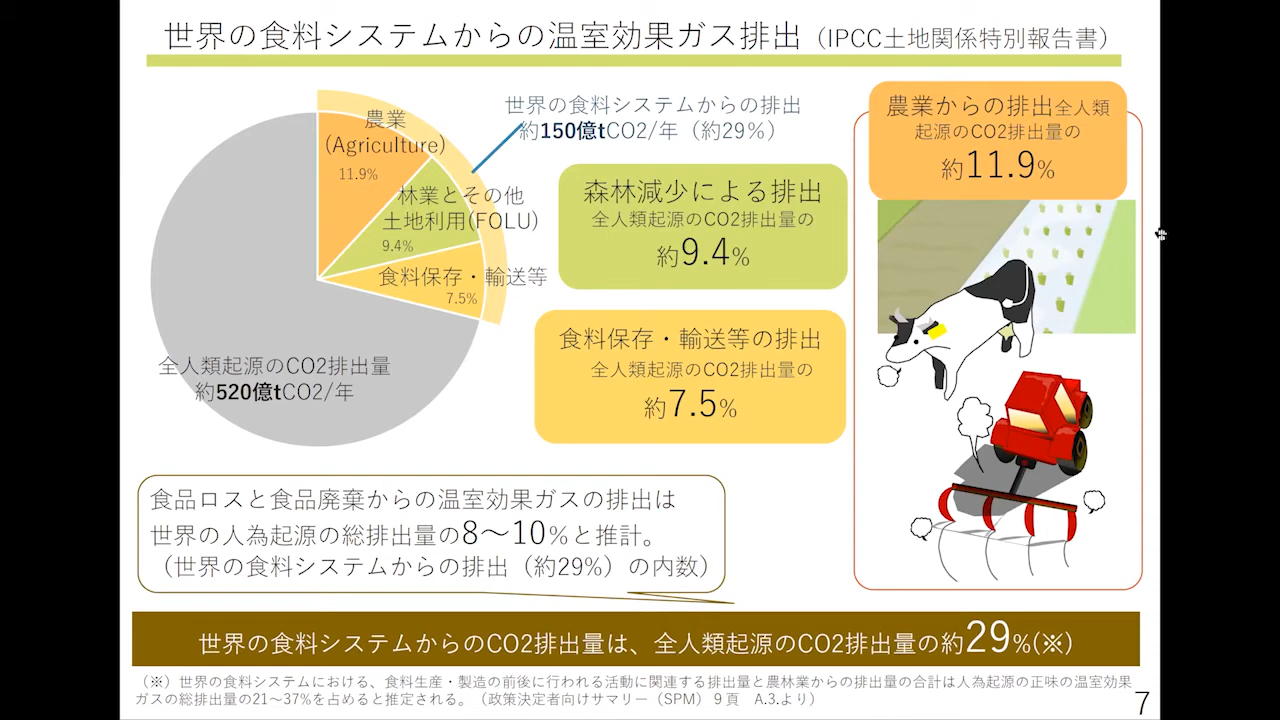 世界の食料システムからの温室効果ガス排出（IPCC土地関係特別報告書）
農業
(Agriculture)
11.9%
林業とその他
土地利用(FOLU)
9.4%
食料保存・輸送等
7.5%
全人類起源のCO2排出量
約520億tCO2/年
世界の食料システムからの排出
約150億tCO2/年（約29%）
森林減少による排出
全人類起源のCO2排出量の
約9.4%
食料保存・輸送等の排出
全人類起源のCO2排出量の
約7.5%
農業からの排出全人類
起源のCO2排出量の
約11.9%
食品ロスと食品廃棄からの温室効果ガスの排出は
世界の人為起源の総排出量の8～10%と推計。
（世界の食料システムからの排出（約29%）の内数）
世界の食料システムからのCO2排出量は、全人類起源のCO2排出量の約29%(※)
（※）世界の食料システムにおける、食料生産・製造の前後に行われる活動に関連する排出量と農林業からの排出量の合計は人為起源の正味の温室効果
ガスの総排出量の21～37%を占めると推定される。（政策決定者向けサマリー（SPM）９頁　A.3.より）
7